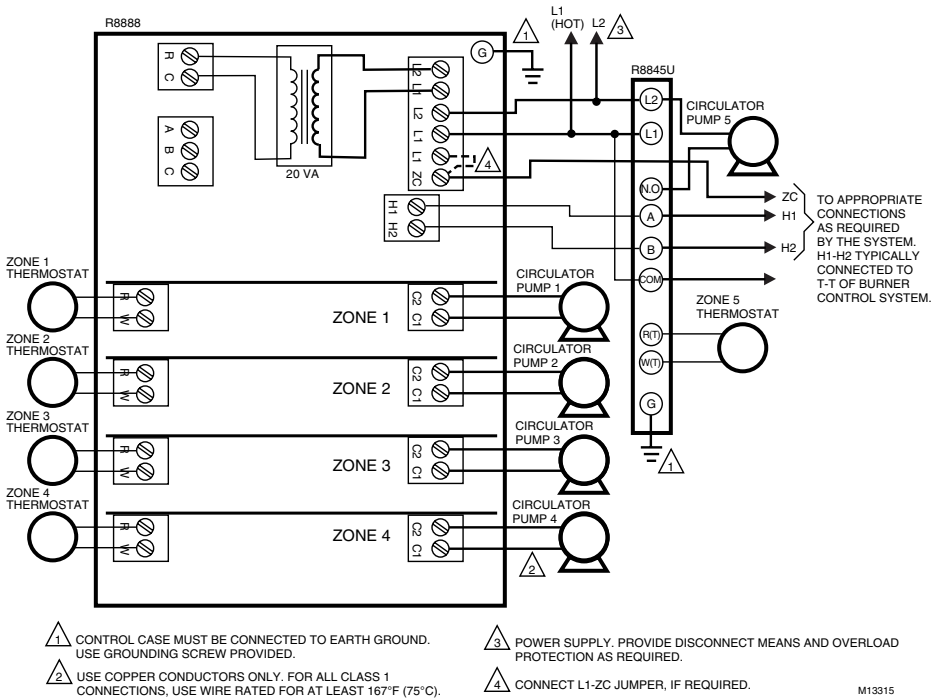 R8888
L1
(HOT)
L2
1
3
R
C
A
B
C
20 VA
G
L2
L1
L2
L1
L1
ZC
4
H1
H2
R8845U
L2
L1
N.O
A
B
COM
R(T)
W(T)
G
1
CIRCULATOR
PUMP 5
ZC
H1
H2
TO APPROPRIATE
CONNECTIONS
AS REQUIRED
BY THE SYSTEM.
H1-H2 TYPICALLY
CONNECTED TO
T-T OF BURNER
CONTROL SYSTEM.
ZONE 5
THERMOSTAT
ZONE 1
THERMOSTAT
R
W
ZONE 1
C2
C1
CIRCULATOR
PUMP 1
ZONE 2
THERMOSTAT
R
W
ZONE 2
C2
C1
CIRCULATOR
PUMP 2
ZONE 3
THERMOSTAT
R
W
ZONE 3
C2
C1
CIRCULATOR
PUMP 3
ZONE 4
THERMOSTAT
R
W
ZONE 4
C2
C1
CIRCULATOR
PUMP 4
2
1 CONTROL CASE MUST BE CONNECTED TO EARTH GROUND.
USE GROUNDING SCREW PROVIDED.
2 USE COPPER CONDUCTORS ONLY. FOR ALL CLASS 1
CONNECTIONS, USE WIRE RATED FOR AT LEAST 167°F (75°C).
3 POWER SUPPLY. PROVIDE DISCONNECT MEANS AND OVERLOAD
PROTECTION AS REQUIRED.
4 CONNECT L1-ZC JUMPER, IF REQUIRED.
M13315